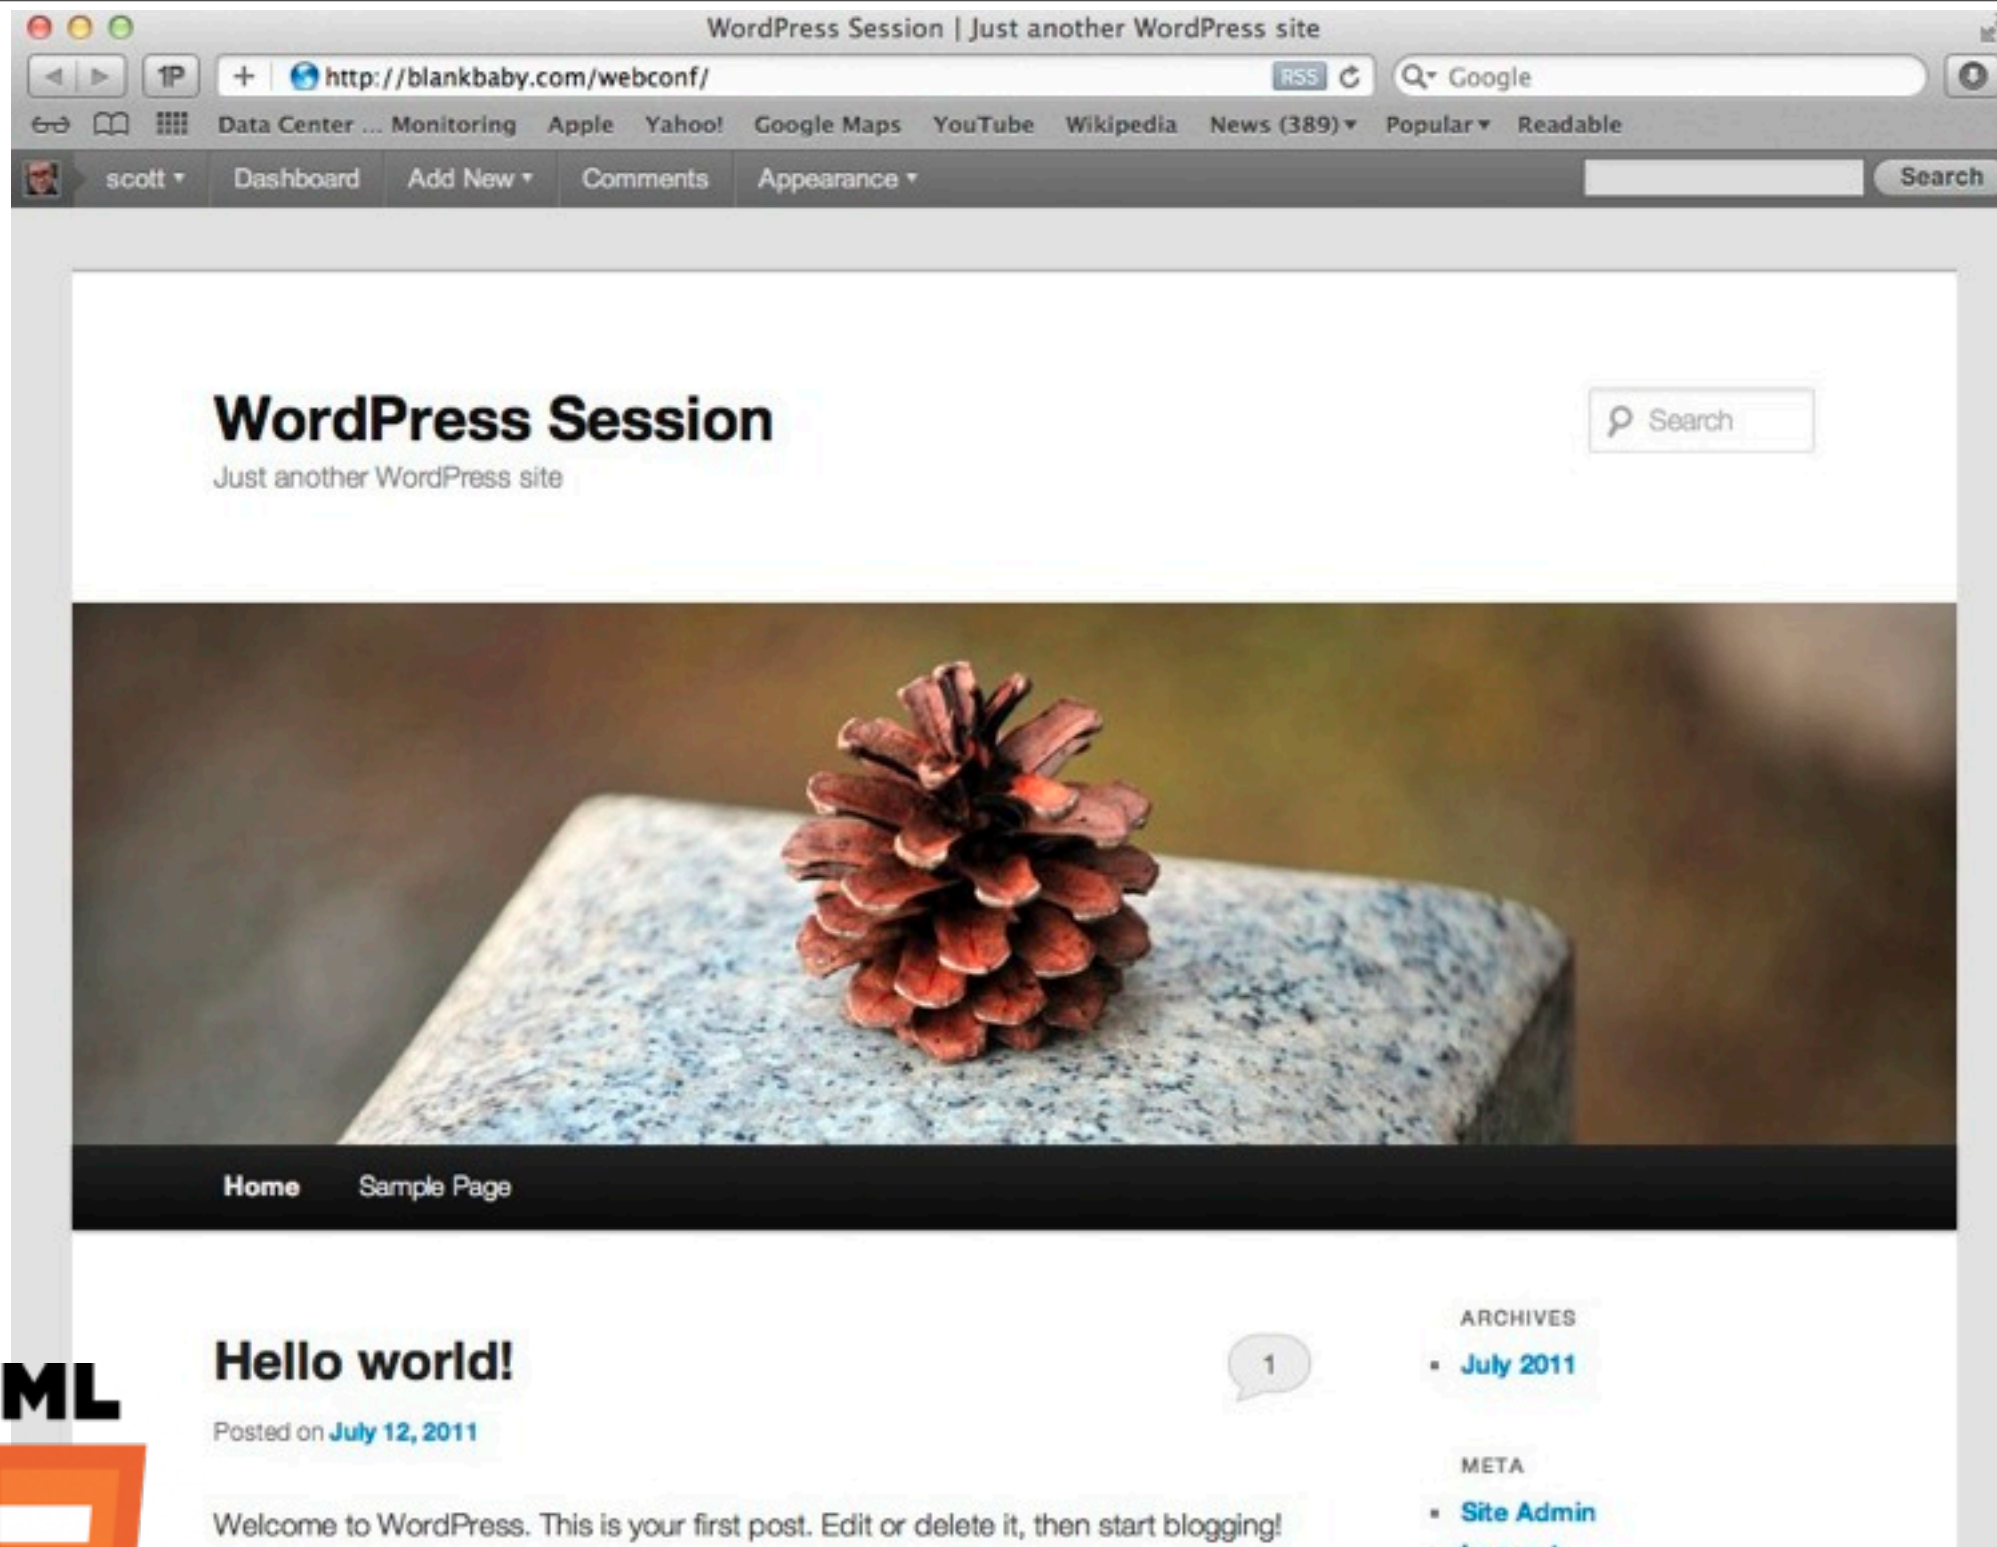 WordPress Session | Just another WordPress site
1P + http://blankbaby.com/webconf/ RSS Google
Data Center ... Monitoring Apple Yahoo! Google Maps YouTube Wikipedia News (389) Popular Readable
scott Dashboard Add New Comments Appearance Search
WordPress Session
Search
Just another WordPress site
Home Sample Page
ARCHIVES
Hello world! 1
July 2011
ML
Posted on July 12, 2011
META
Site Admin
Welcome to WordPress. This is your first post. Edit or delete it, then start blogging!